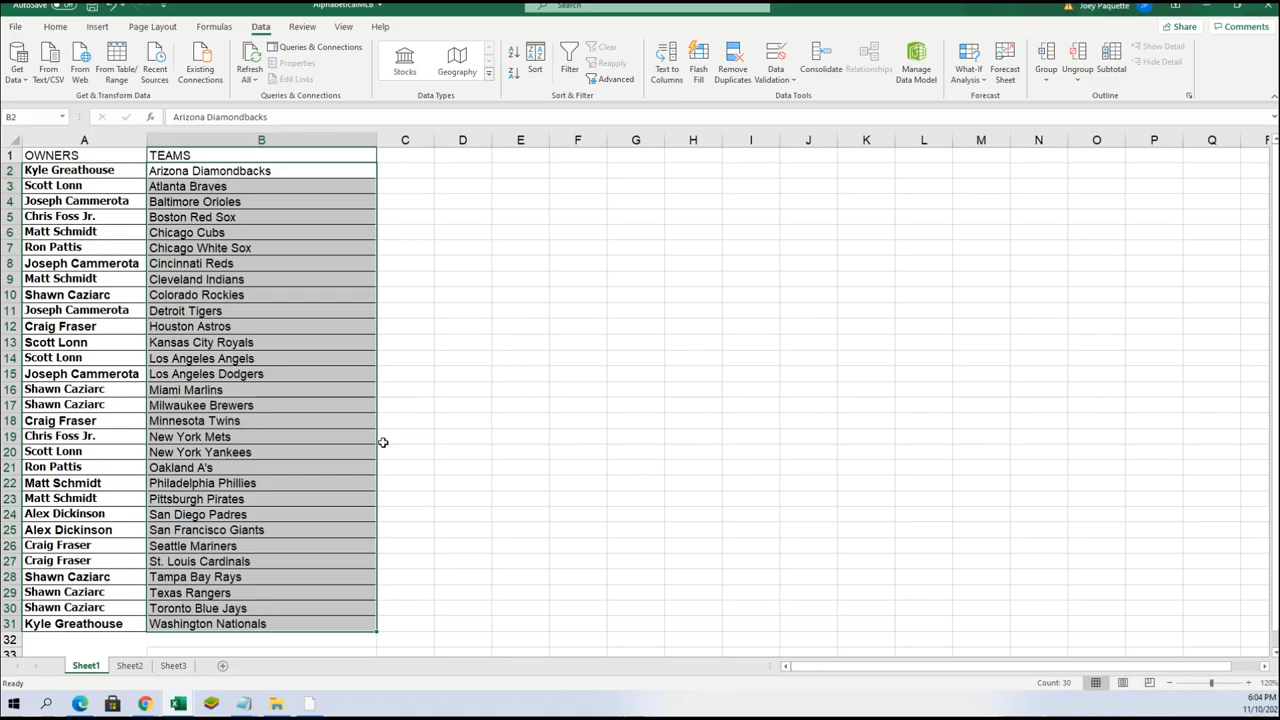 AutoSave Off AlphabeticalMLB Search Joey Paquette JP
File Home Insert Page Layout Formulas Data Review View Help Share Comments
Get Data From Text/CSV From Web From Table/Range Recent Sources Existing Connections
Get & Transform Data
Refresh All Queries & Connections Properties Edit Links
Queries & Connections
Stocks Geography
Data Types
Sort Filter Clear Reapply Advanced
Sort & Filter
Text to Columns Flash Fill Remove Duplicates Data Validation Consolidate Relationships Manage Data Model
Data Tools
What-If Analysis Forecast Sheet
Forecast
Group Ungroup Subtotal Show Detail Hide Detail
Outline
B2 fx Arizona Diamondbacks
A B C D E F G H I J K L M N O P Q
1 OWNERS TEAMS
2 Kyle Greathouse Arizona Diamondbacks
3 Scott Lonn Atlanta Braves
4 Joseph Cammerota Baltimore Orioles
5 Chris Foss Jr. Boston Red Sox
6 Matt Schmidt Chicago Cubs
7 Ron Pattis Chicago White Sox
8 Joseph Cammerota Cincinnati Reds
9 Matt Schmidt Cleveland Indians
10 Shawn Caziarc Colorado Rockies
11 Joseph Cammerota Detroit Tigers
12 Craig Fraser Houston Astros
13 Scott Lonn Kansas City Royals
14 Scott Lonn Los Angeles Angels
15 Joseph Cammerota Los Angeles Dodgers
16 Shawn Caziarc Miami Marlins
17 Shawn Caziarc Milwaukee Brewers
18 Craig Fraser Minnesota Twins
19 Chris Foss Jr. New York Mets
20 Scott Lonn New York Yankees
21 Ron Pattis Oakland A's
22 Matt Schmidt Philadelphia Phillies
23 Matt Schmidt Pittsburgh Pirates
24 Alex Dickinson San Diego Padres
25 Alex Dickinson San Francisco Giants
26 Craig Fraser Seattle Mariners
27 Craig Fraser St. Louis Cardinals
28 Shawn Caziarc Tampa Bay Rays
29 Shawn Caziarc Texas Rangers
30 Shawn Caziarc Toronto Blue Jays
31 Kyle Greathouse Washington Nationals
32
33
Sheet1 Sheet2 Sheet3
Ready Count: 30 120%
6:04 PM
11/10/202